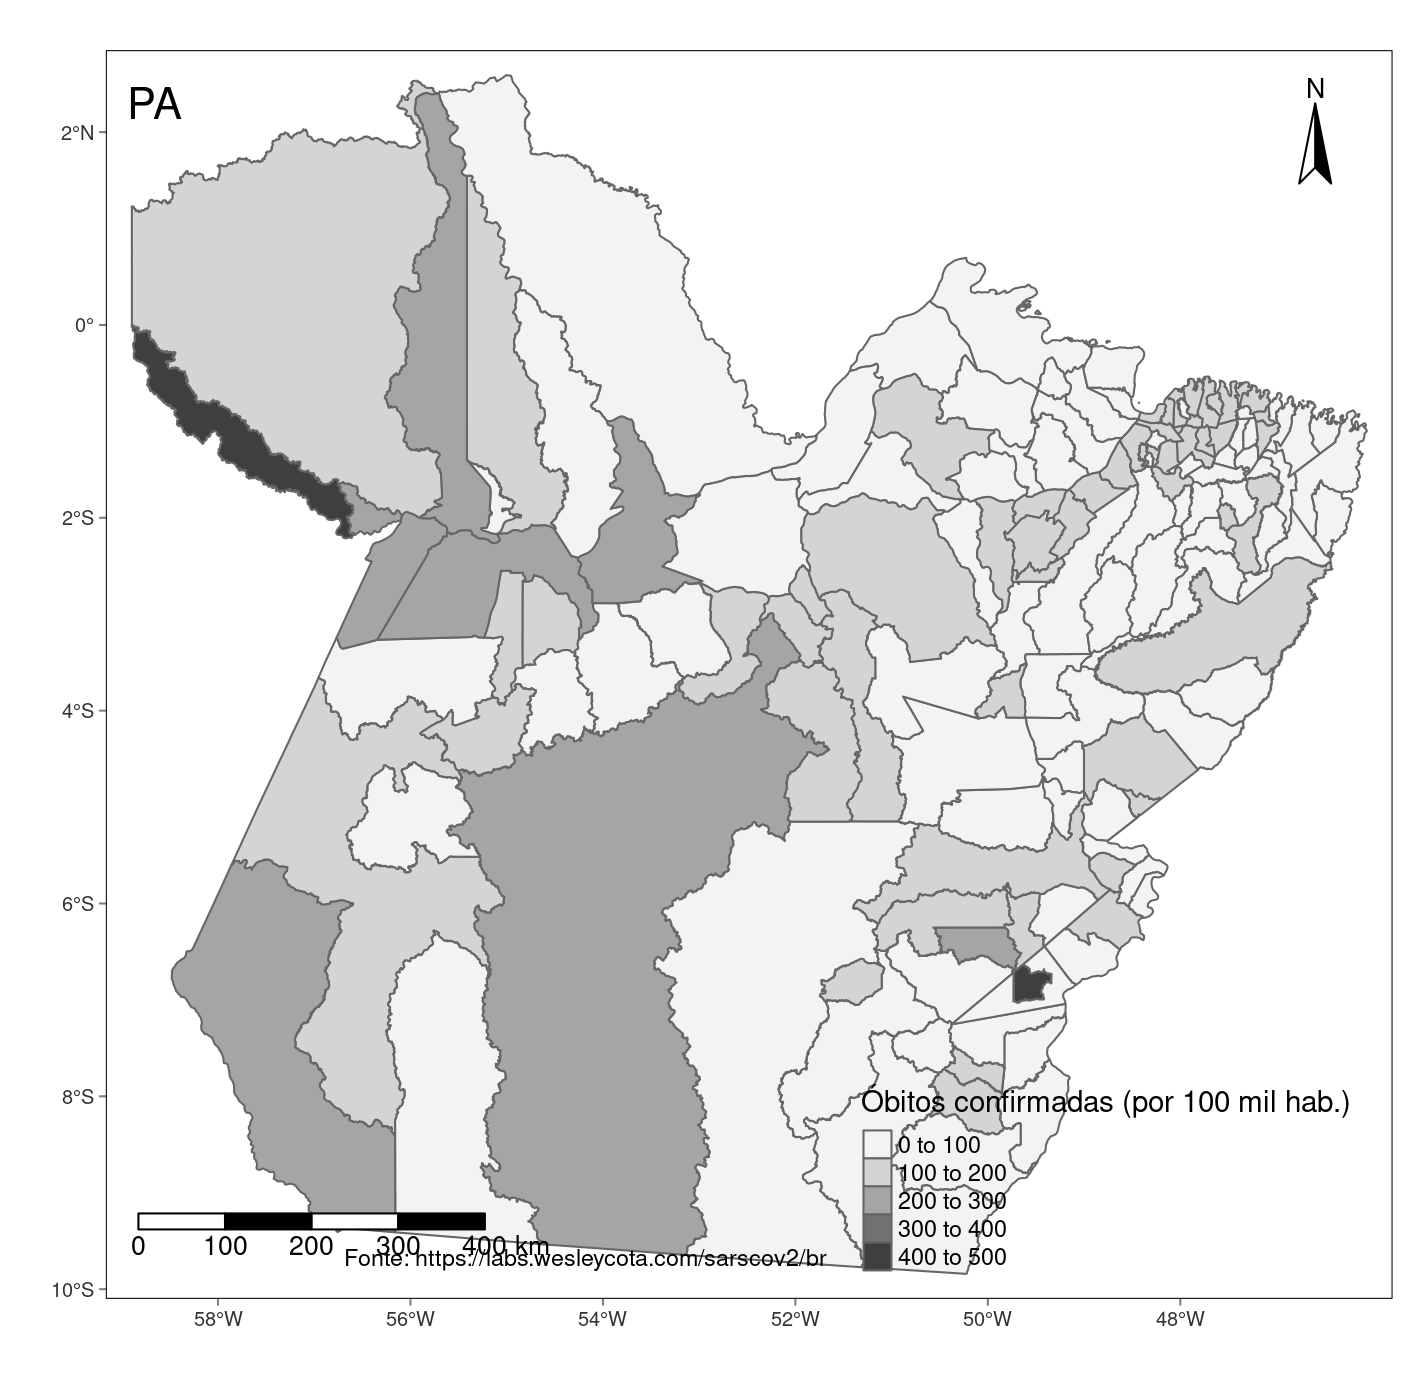 PA
N
2°N
0°
2°S
4°S
6°S
8°S
10°S
Óbitos confirmadas (por 100 mil hab.)
0 to 100
100 to 200
200 to 300
300 to 400
400 to 500
0 100 200 300 400 km
Fonte: https://labs.wesleycota.com/sarscov2/br
58°W 56°W 54°W 52°W 50°W 48°W